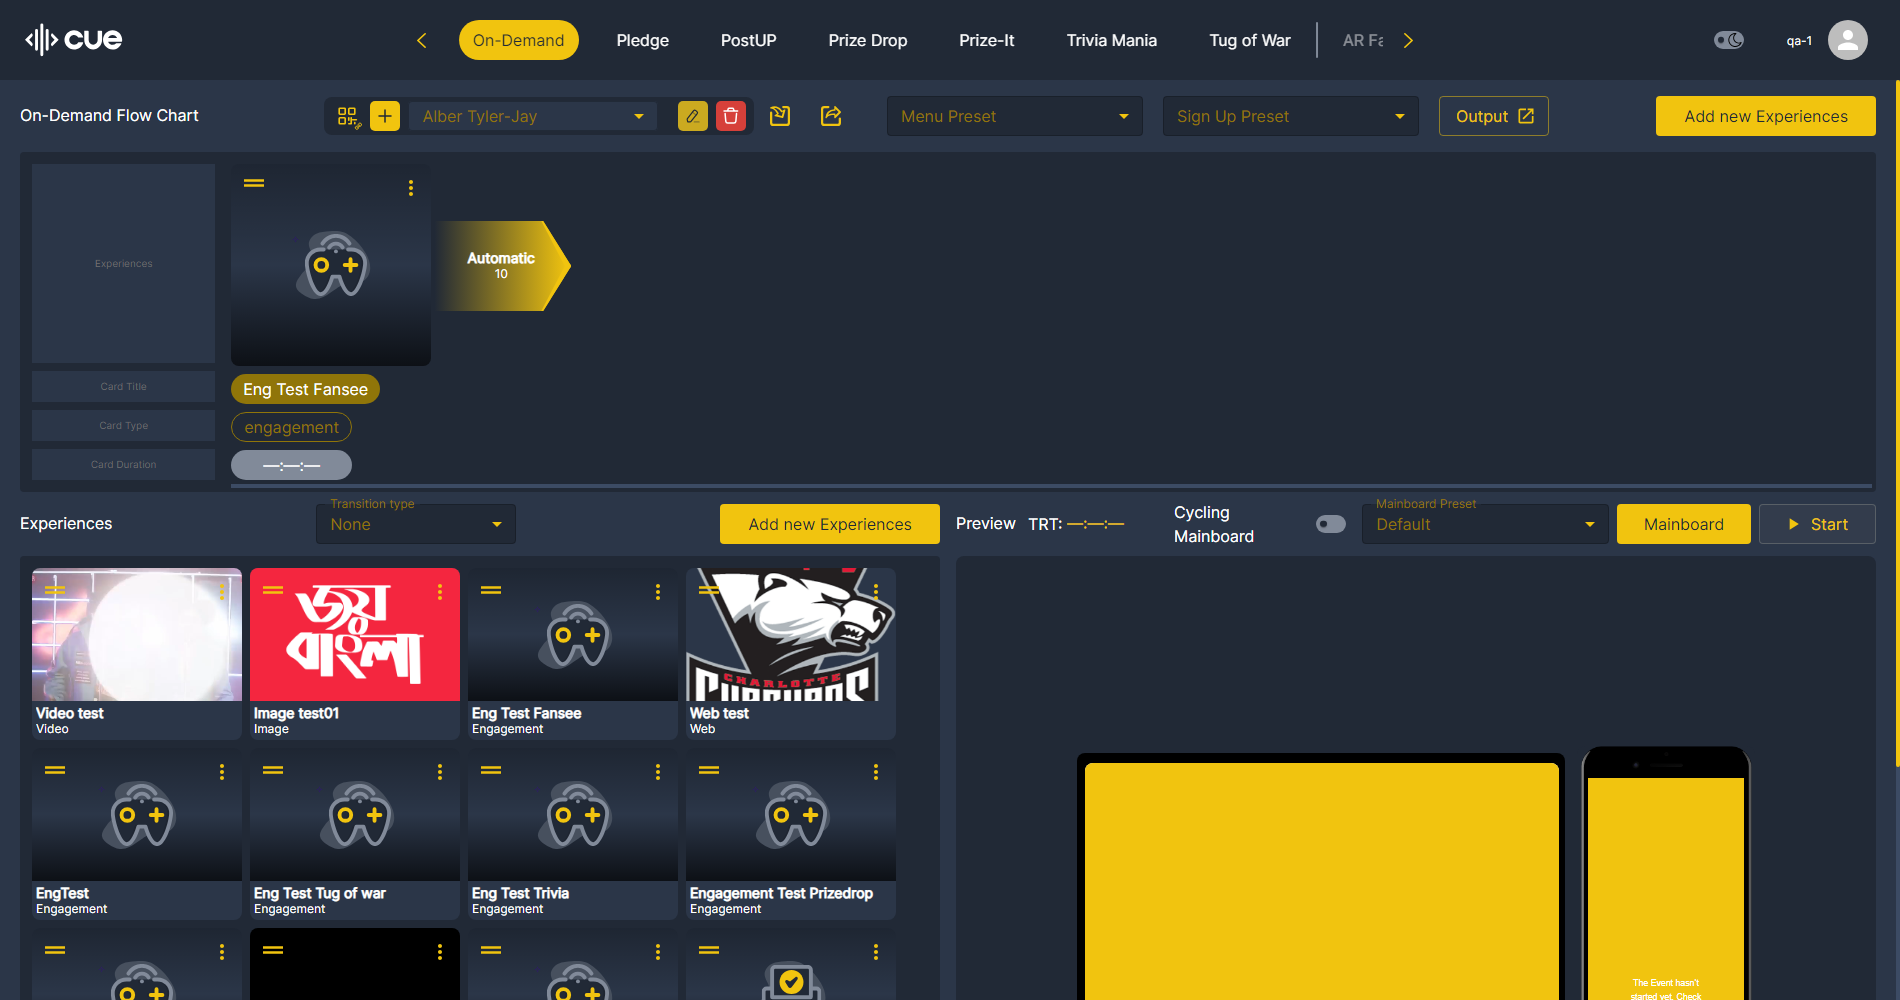 cue
On-Demand
Pledge
PostUP
Prize Drop
Prize-It
Trivia Mania
Tug of War
AR Fa
qa-1
On-Demand Flow Chart
Alber Tyler-Jay
Menu Preset
Sign Up Preset
Output
Add new Experiences
Experiences
Automatic
10
Card Title
Eng Test Fansee
Card Type
engagement
Card Duration
—:—:—
Experiences
Transition type
None
Add new Experiences
Preview
TRT: —:—:—
Cycling
Mainboard
Mainboard Preset
Default
Mainboard
Start
জয়
বাংলা
CHARLOTTE
Video test
Video
Image test01
Image
Eng Test Fansee
Engagement
Web test
Web
EngTest
Engagement
Eng Test Tug of war
Engagement
Eng Test Trivia
Engagement
Engagement Test Prizedrop
Engagement
The Event hasn't
started yet. Check